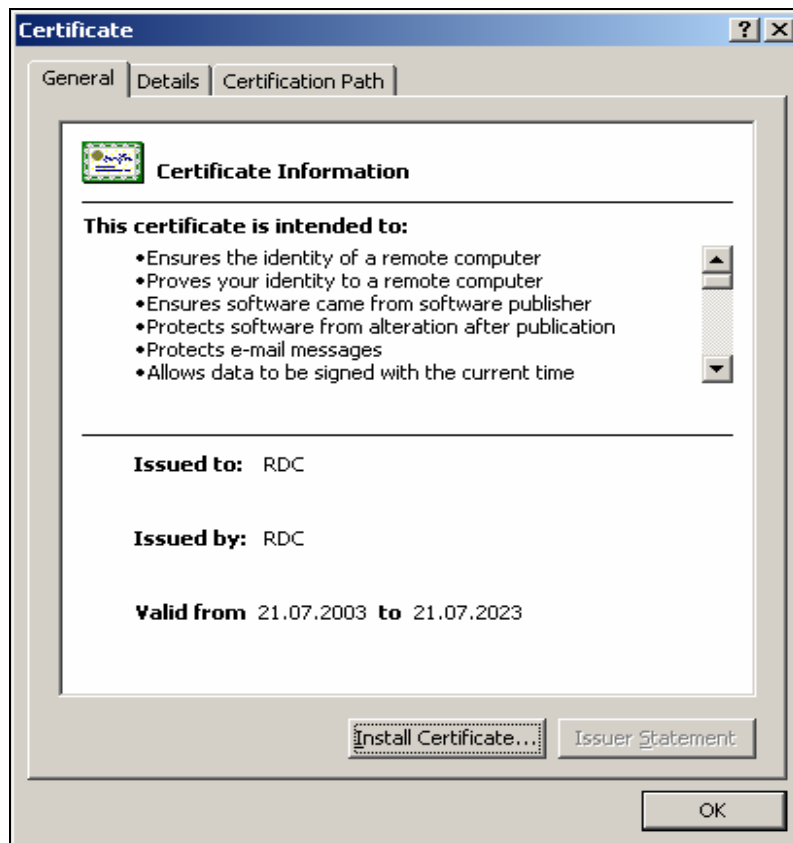 Certificate
General Details Certification Path
Certificate Information
This certificate is intended to:
•Ensures the identity of a remote computer
•Proves your identity to a remote computer
•Ensures software came from software publisher
•Protects software from alteration after publication
•Protects e-mail messages
•Allows data to be signed with the current time
Issued to: RDC
Issued by: RDC
Valid from 21.07.2003 to 21.07.2023
Install Certificate... Issuer Statement
OK